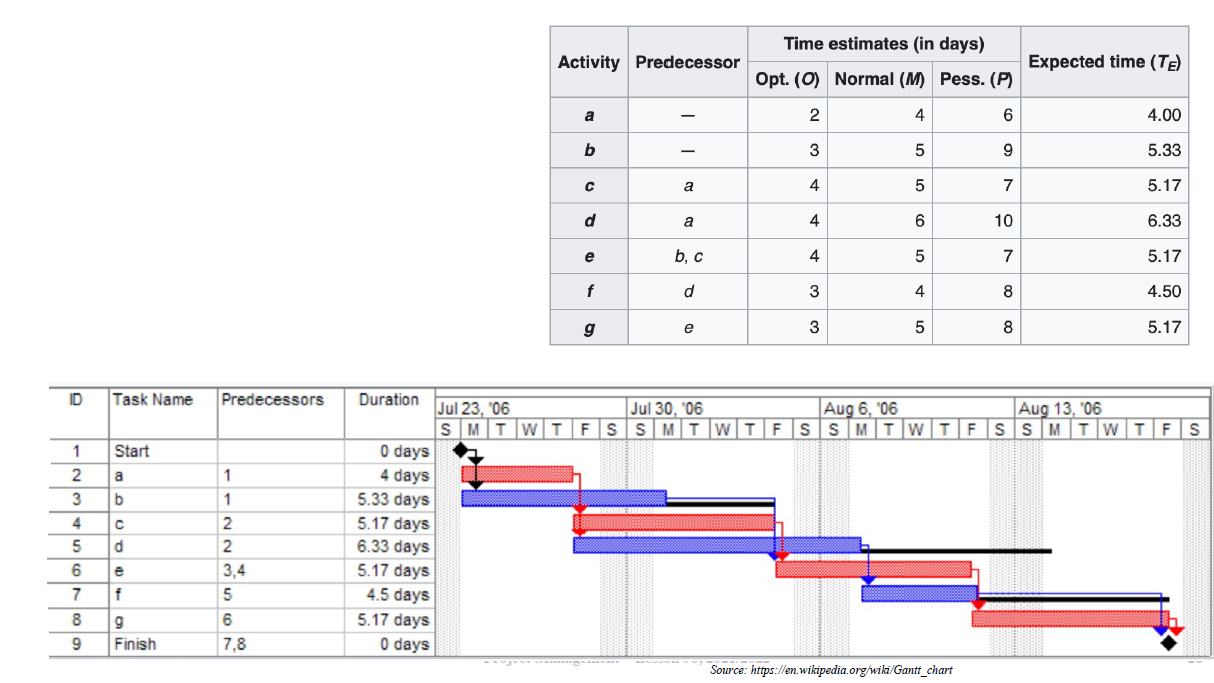 Activity Predecessor Time estimates (in days) Expected time (TE)
Opt. (O) Normal (M) Pess. (P)
a — 2 4 6 4.00
b — 3 5 9 5.33
c a 4 5 7 5.17
d a 4 6 10 6.33
e b, c 4 5 7 5.17
f d 3 4 8 4.50
g e 3 5 8 5.17
ID Task Name Predecessors Duration
Jul 23, '06 Jul 30, '06 Aug 6, '06 Aug 13, '06
S M T W T F S S M T W T F S S M T W T F S S M T W T F S
1 Start 0 days
2 a 1 4 days
3 b 1 5.33 days
4 c 2 5.17 days
5 d 2 6.33 days
6 e 3,4 5.17 days
7 f 5 4.5 days
8 g 6 5.17 days
9 Finish 7,8 0 days
Source: https://en.wikipedia.org/wiki/Gantt_chart